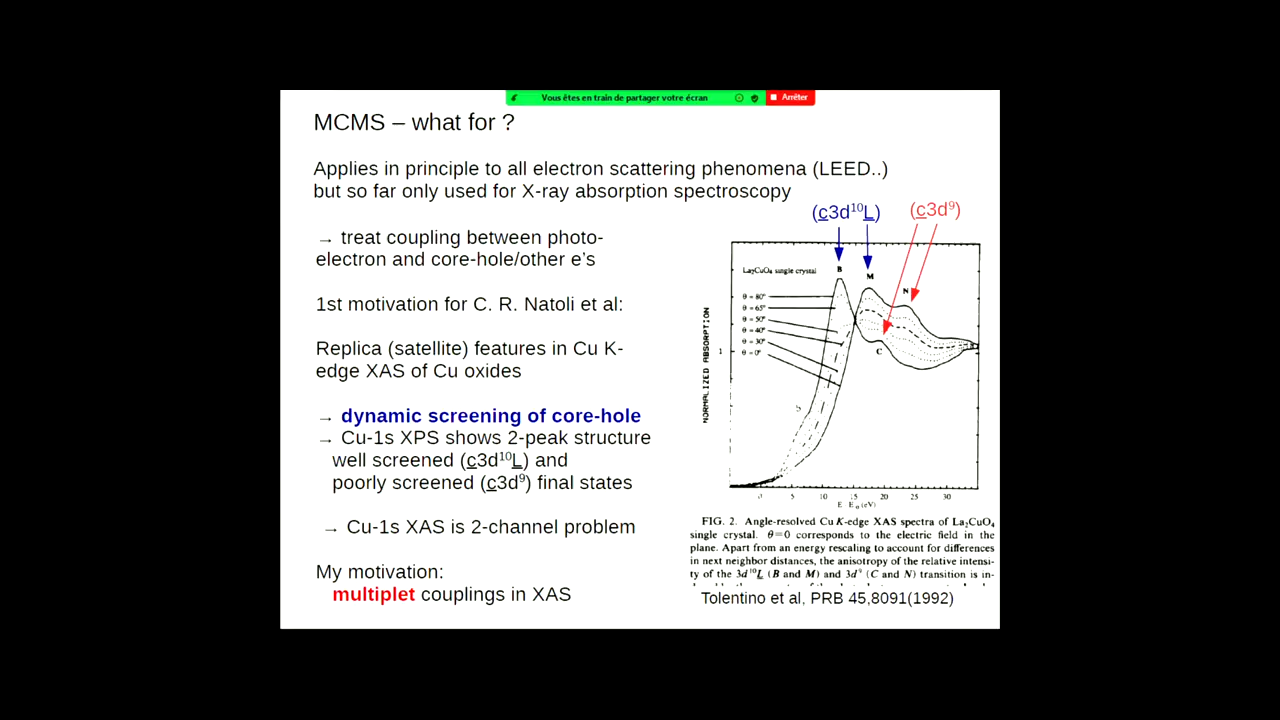 Vous êtes en train de partager votre écran
Arrêter
MCMS – what for ?
Applies in principle to all electron scattering phenomena (LEED..)
but so far only used for X-ray absorption spectroscopy
(c3d10L) (c3d9)
→ treat coupling between photo-
electron and core-hole/other e’s
1st motivation for C. R. Natoli et al:
Replica (satellite) features in Cu K-
edge XAS of Cu oxides
→ dynamic screening of core-hole
→ Cu-1s XPS shows 2-peak structure
well screened (c3d10L) and
poorly screened (c3d9) final states
→ Cu-1s XAS is 2-channel problem
My motivation:
multiplet couplings in XAS
La2CuO4 single crystal
B
M
N
C
θ = 80°
θ = 65°
θ = 50°
θ = 40°
θ = 30°
θ = 0°
NORMALIZED ABSORPTION
1
5 10 15 20 25 30
E E0 (eV)
FIG. 2. Angle-resolved Cu K-edge XAS spectra of La2CuO4
single crystal. θ=0 corresponds to the electric field in the
plane. Apart from an energy rescaling to account for differences
in next neighbor distances, the anisotropy of the relative intensi-
ty of the 3d10L (B and M) and 3d9 (C and N) transition is in-
Tolentino et al, PRB 45,8091(1992)